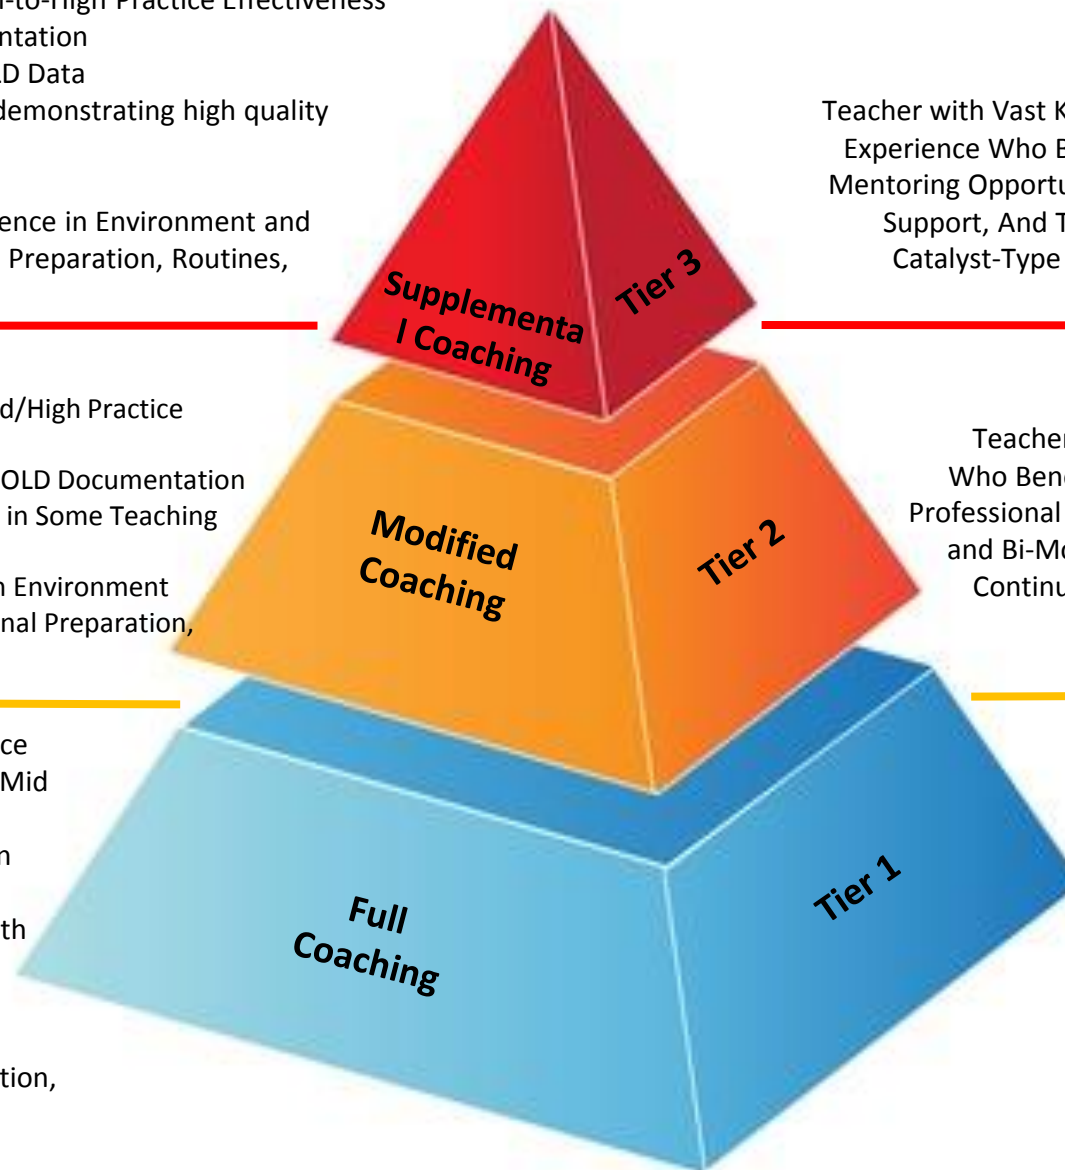 -to-High Practice Effectiveness
entation
LD Data
demonstrating high quality
ence in Environment and
Preparation, Routines,
Teacher with Vast K
Experience Who B
Mentoring Opportu
Support, And T
Catalyst-Type
Supplementa
l Coaching
Tier 3
d/High Practice
OLD Documentation
in Some Teaching
n Environment
nal Preparation,
Modified
Coaching
Tier 2
Teacher
Who Bene
Professional
and Bi-Mo
Continu
ce
Mid
n
th
tion,
Full
Coaching
Tier 1